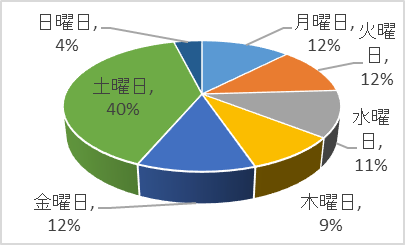 日曜日,
4%
月曜日,
12%
火曜
日,
12%
水曜
日,
11%
木曜日,
9%
金曜日,
12%
土曜日,
40%